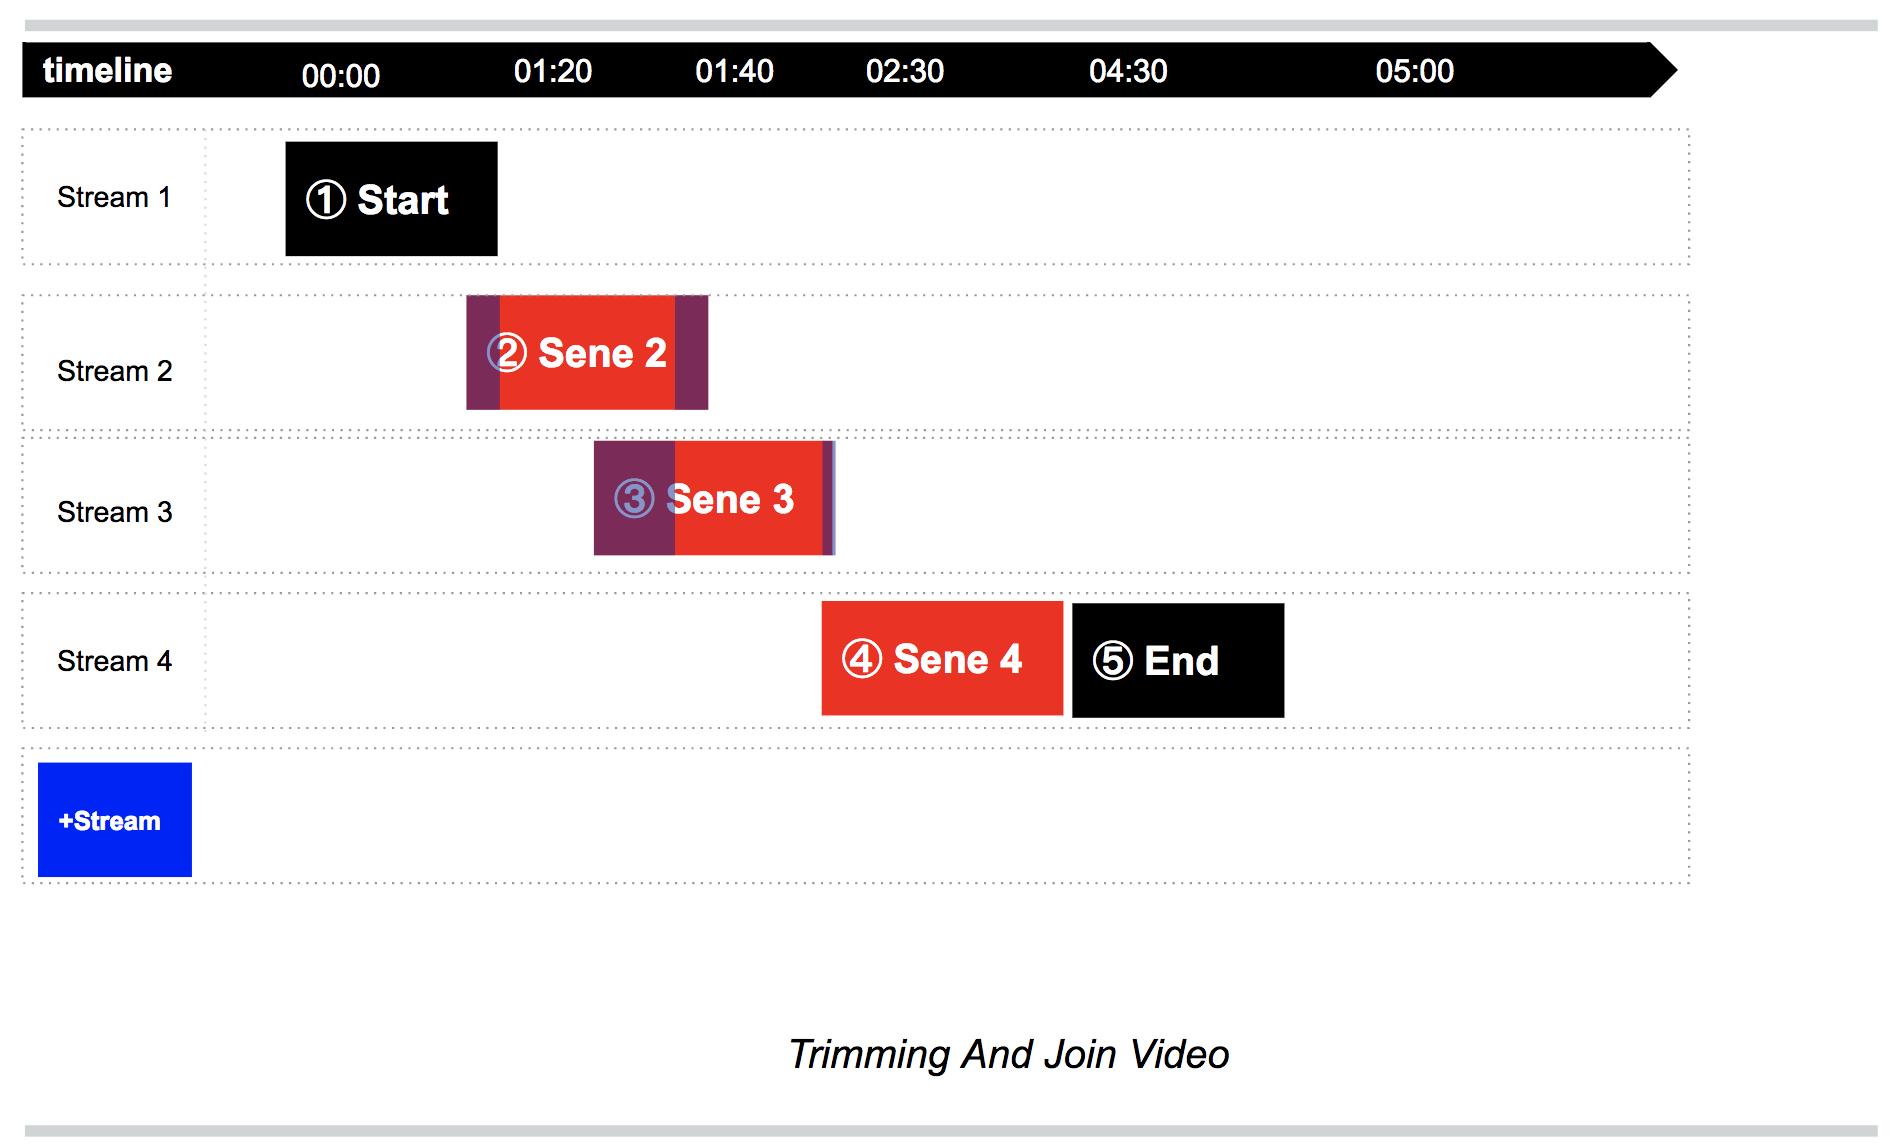 timeline 00:00 01:20 01:40 02:30 04:30 05:00
Stream 1 ① Start
Stream 2 ② Sene 2
Stream 3 ③ Sene 3
Stream 4 ④ Sene 4 ⑤ End
+Stream
Trimming And Join Video